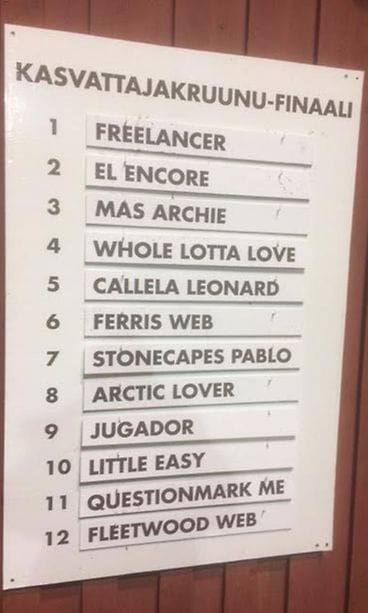 KASVATTAJAKRUUNU-FINAALI
1 FREELANCER
2 EL ENCORE
3 MAS ARCHIE
4 WHOLE LOTTA LOVE
5 CALLELA LEONARD
6 FERRIS WEB
7 STONECAPES PABLO
8 ARCTIC LOVER
9 JUGADOR
10 LITTLE EASY
11 QUESTIONMARK ME
12 FLEETWOOD WEB